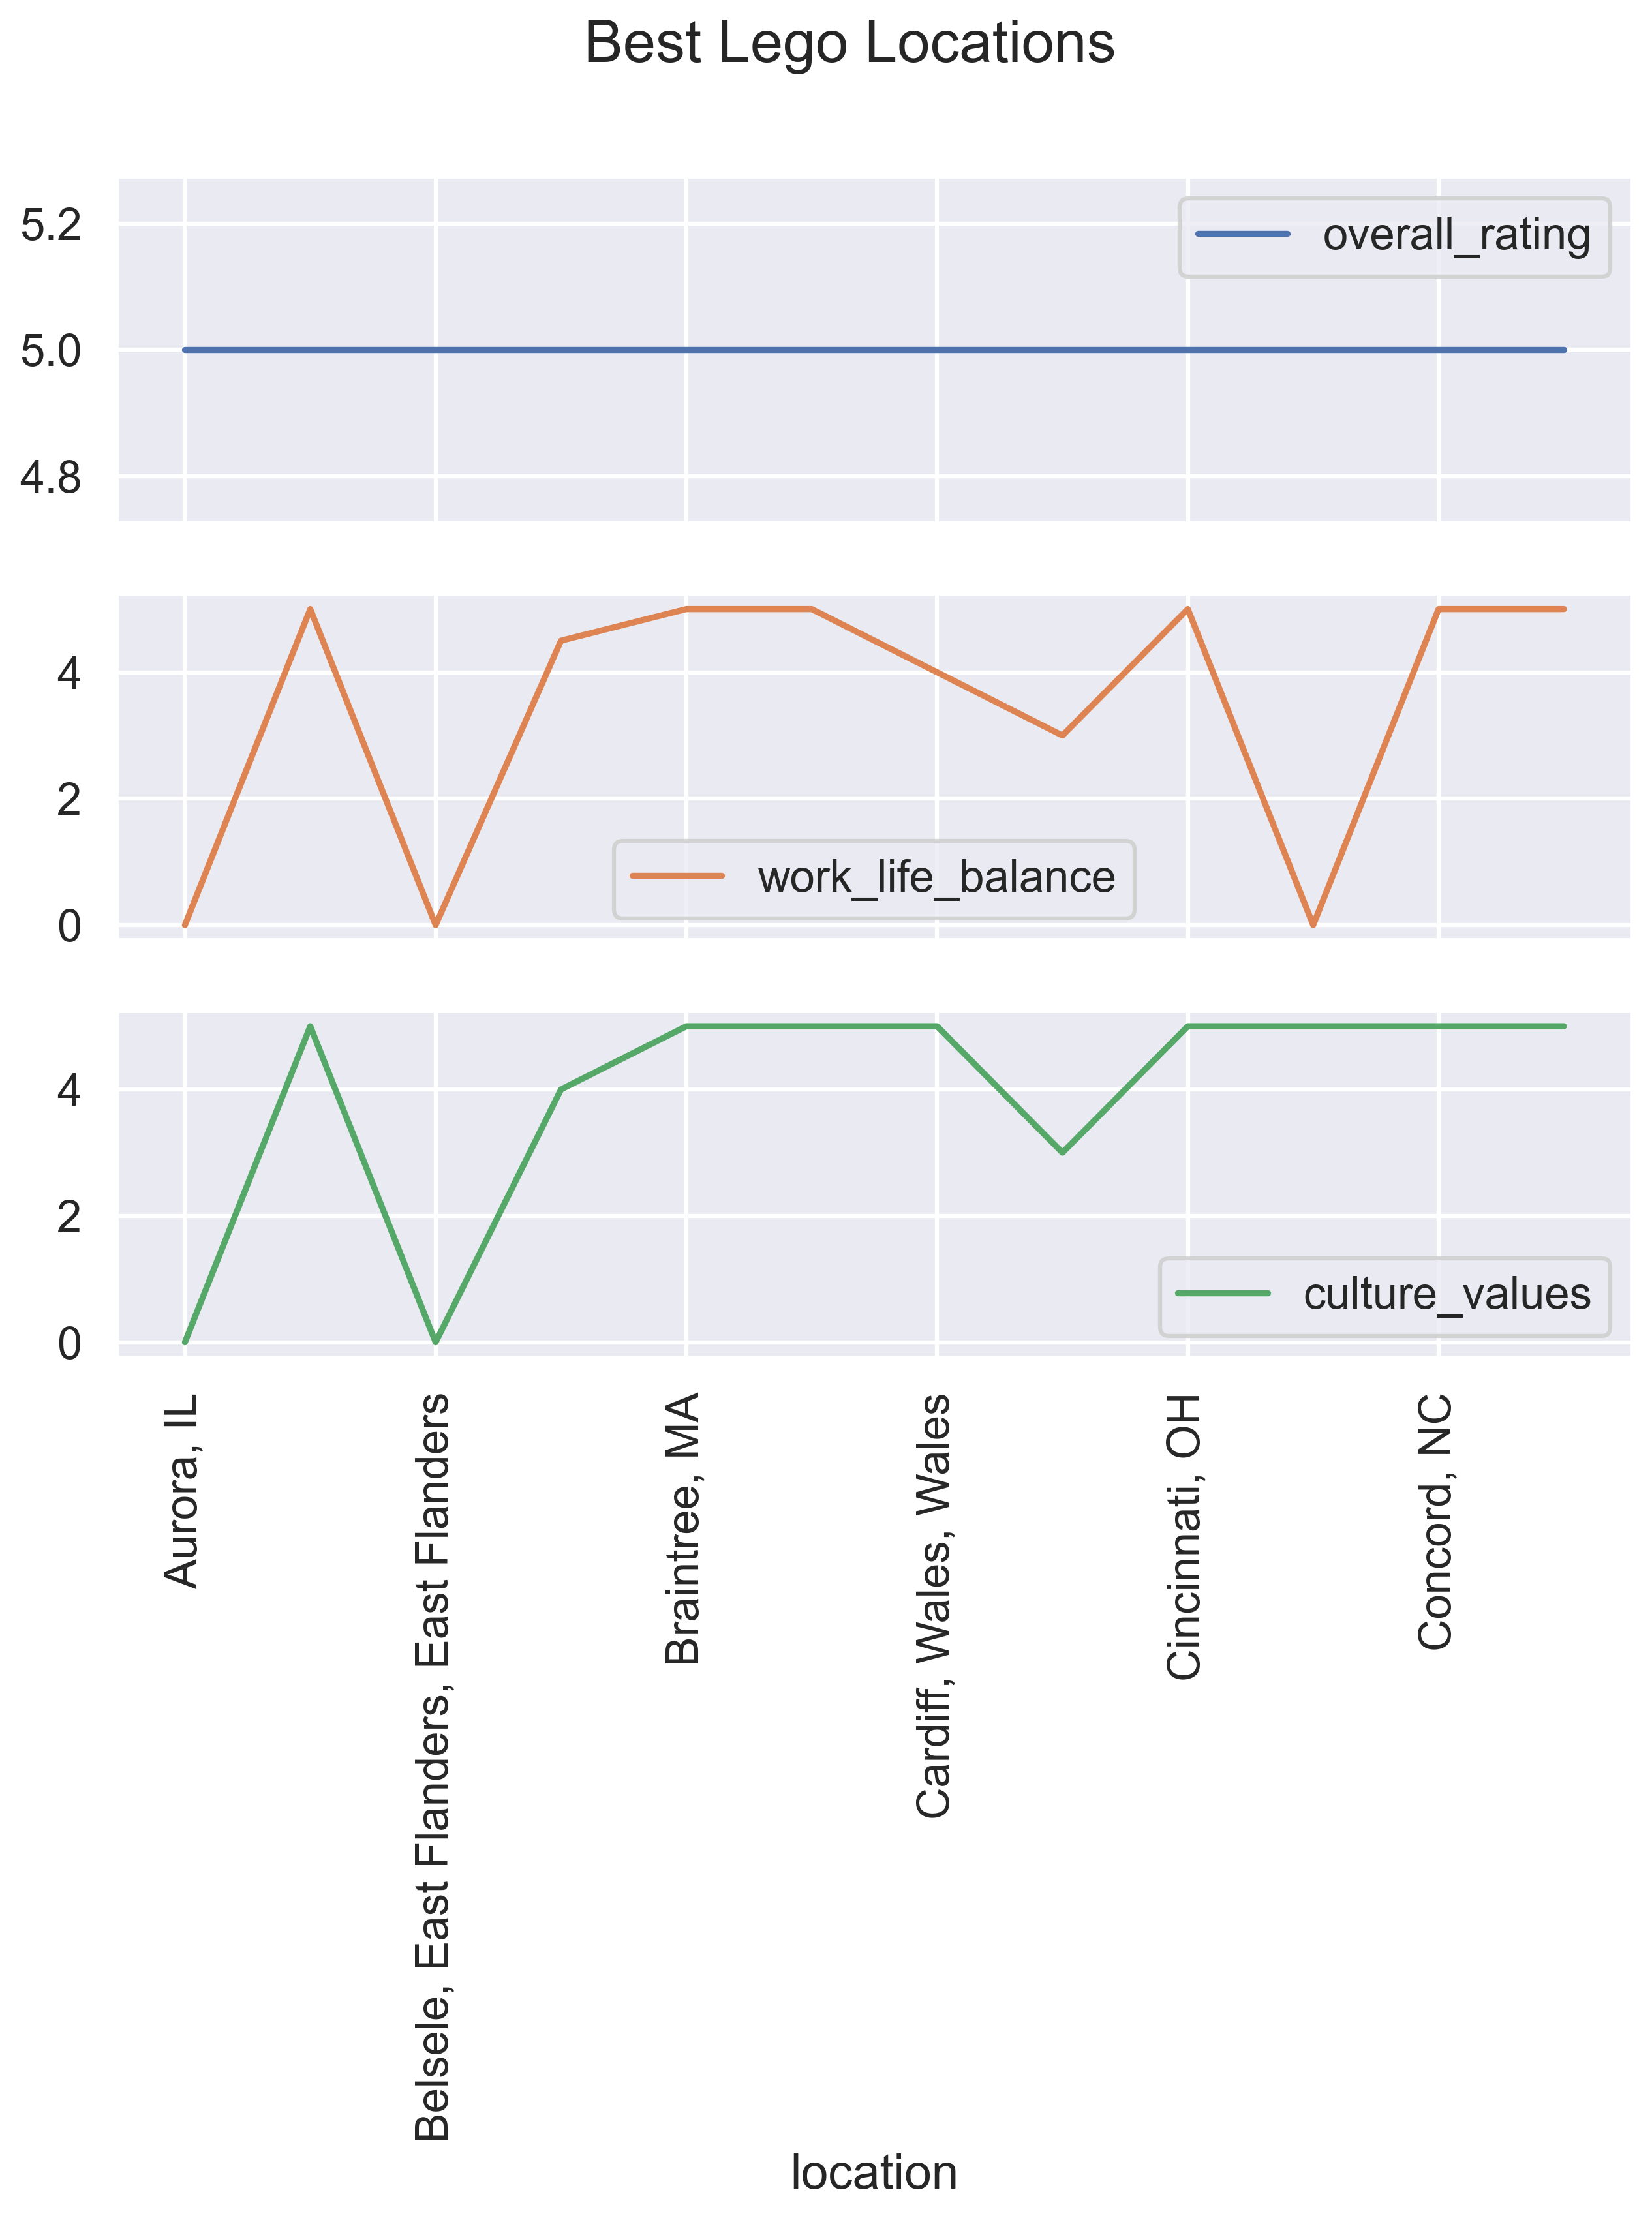 Best Lego Locations
5.2
5.0
4.8
overall_rating
4
2
0
work_life_balance
4
2
0
culture_values
Aurora, IL
Belsele, East Flanders, East Flanders
Braintree, MA
Cardiff, Wales, Wales
Cincinnati, OH
Concord, NC
location